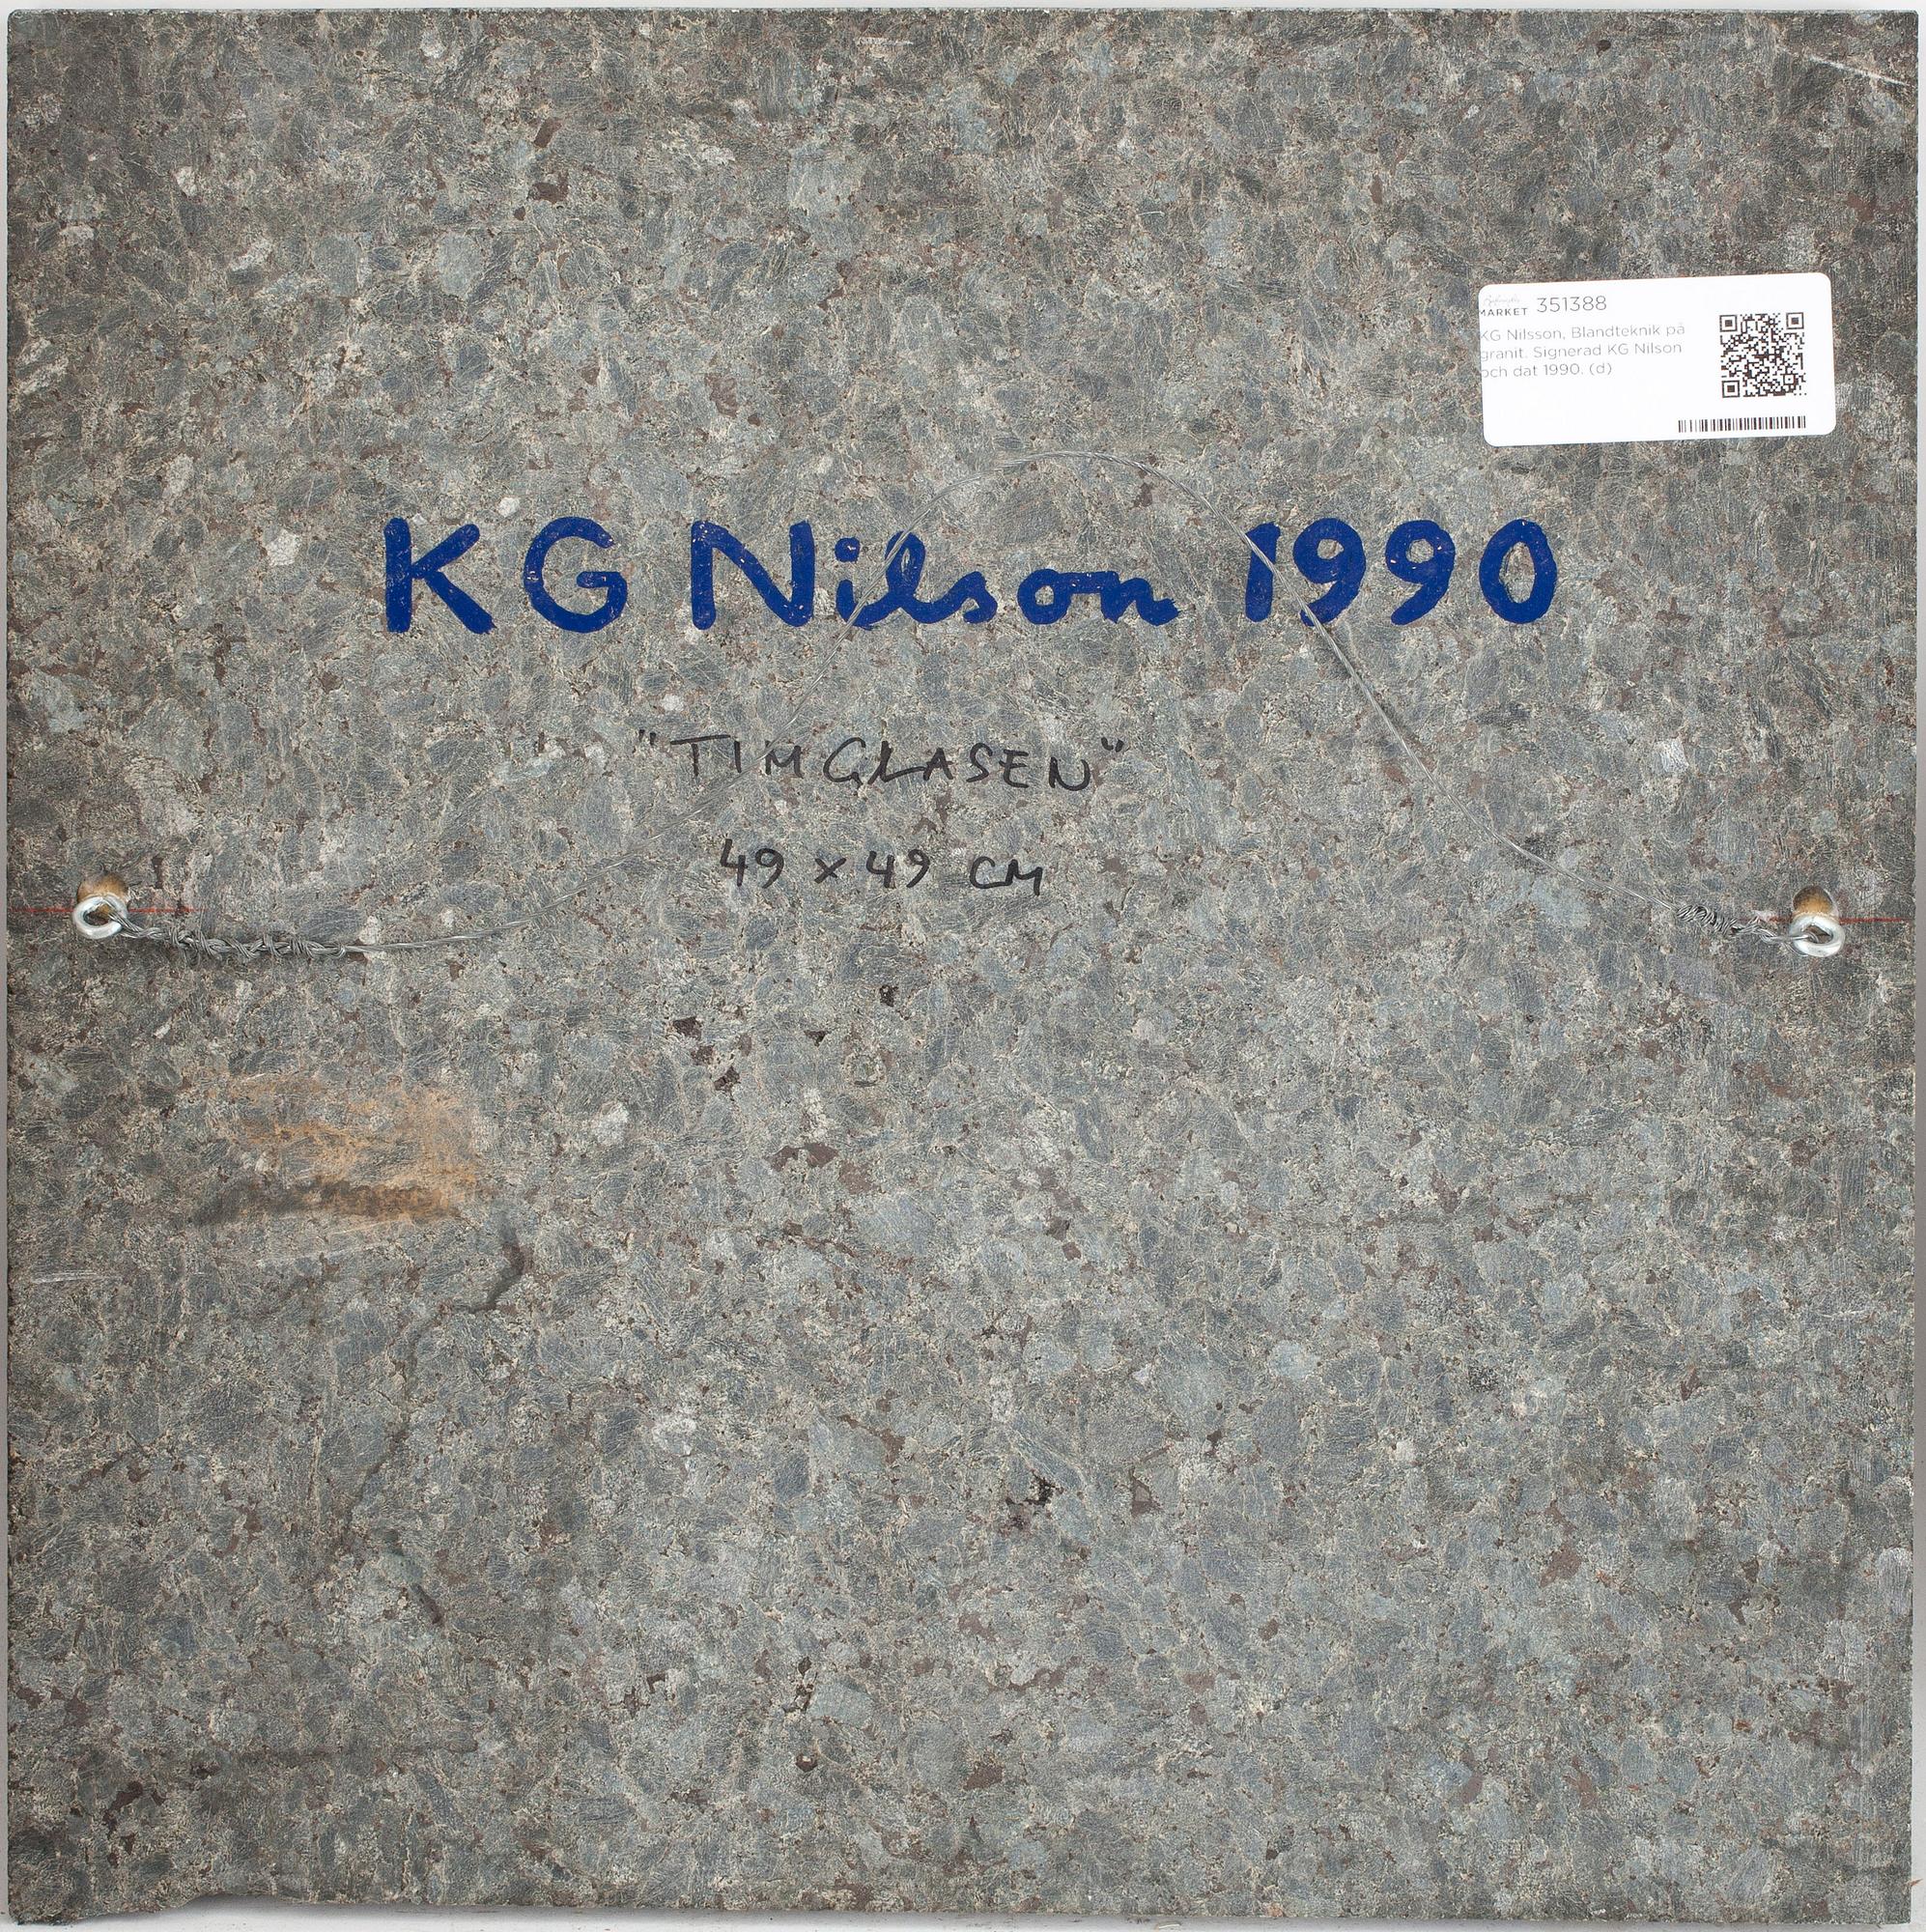 MARKET 351388
KG Nilsson, Blandteknik på
granit. Signerad KG Nilson
och dat 1990. (d)
KG Nilson 1990
"TIMGLASEN"
49 x 49 CM